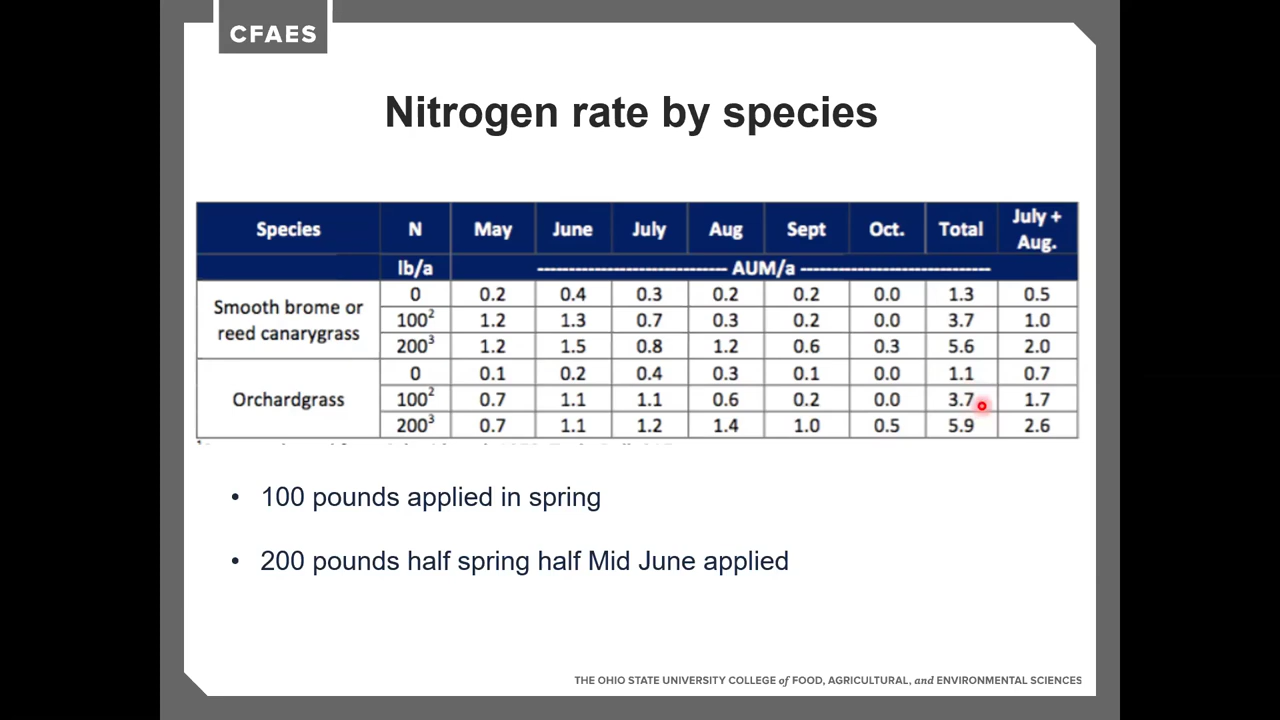 CFAES
Nitrogen rate by species
Species N May June July Aug Sept Oct. Total July + Aug.
lb/a AUM/a
Smooth brome or reed canarygrass 0 0.2 0.4 0.3 0.2 0.2 0.0 1.3 0.5
100² 1.2 1.3 0.7 0.3 0.2 0.0 3.7 1.0
200³ 1.2 1.5 0.8 1.2 0.6 0.3 5.6 2.0
Orchardgrass 0 0.1 0.2 0.4 0.3 0.1 0.0 1.1 0.7
100² 0.7 1.1 1.1 0.6 0.2 0.0 3.7 1.7
200³ 0.7 1.1 1.2 1.4 1.0 0.5 5.9 2.6
• 100 pounds applied in spring
• 200 pounds half spring half Mid June applied
THE OHIO STATE UNIVERSITY COLLEGE of FOOD, AGRICULTURAL, and ENVIRONMENTAL SCIENCES